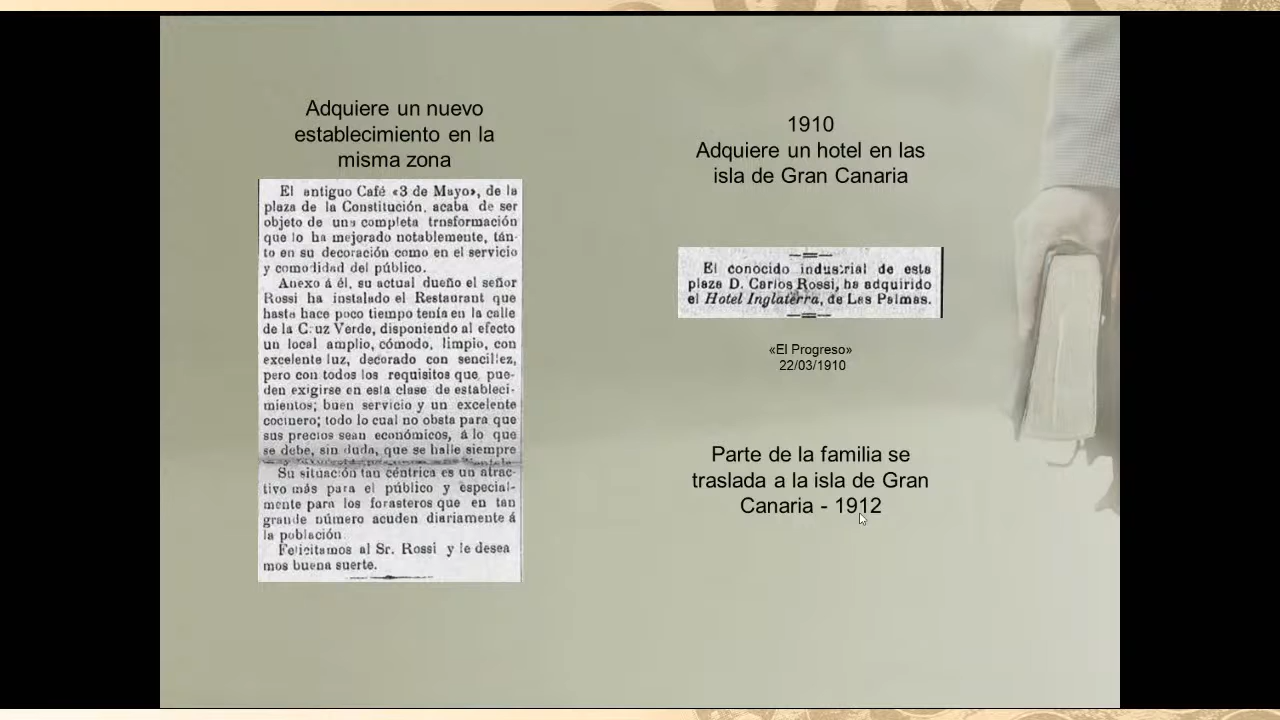 Adquiere un nuevo
establecimiento en la
misma zona
El antiguo Café «3 de Mayo», de la
plaza de la Constitución, acaba de ser
objeto de una completa trnsformación
que lo ha mejorado notablemente, tán-
to en su decoración como en el servicio
y comodidad del público.
Anexo á él, su actual dueño el señor
Rossi ha instalado el Restaurant que
hasta hace poco tiempo tenía en la calle
de la Cruz Verde, disponiendo al efecto
un local amplio, cómodo, limpio, con
excelente luz, decorado con sencillez,
pero con todos los requisitos que pue-
den exigirse en esta clase de estableci-
mientos; buen servicio y un excelente
cocinero; todo lo cual no obsta para que
sus precios sean económicos, á lo que
se debe, sin duda, que se halle siempre
Su situación tan céntrica es un atrac-
tivo más para el público y especial-
mente para los forasteros que en tan
grande número acuden diariamente á
la población.
Felicitamos al Sr. Rossi y le desea
mos buena suerte.
1910
Adquiere un hotel en las
isla de Gran Canaria
El conocido industrial de esta
plaza D. Carlos Rossi, ha adquirido
el Hotel Inglaterra, de Las Palmas.
«El Progreso»
22/03/1910
Parte de la familia se
traslada a la isla de Gran
Canaria - 1912